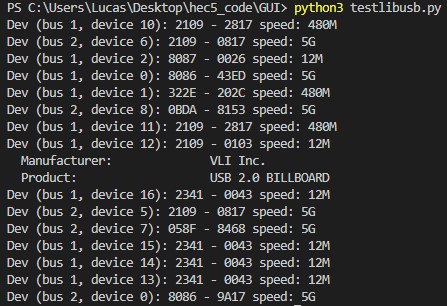 PS C:\Users\Lucas\Desktop\hec5_code\GUI> python3 testlibusb.py
Dev (bus 1, device 10): 2109 - 2817 speed: 480M
Dev (bus 2, device 6): 2109 - 0817 speed: 5G
Dev (bus 1, device 2): 8087 - 0026 speed: 12M
Dev (bus 1, device 0): 8086 - 43ED speed: 5G
Dev (bus 1, device 1): 322E - 202C speed: 480M
Dev (bus 2, device 8): 0BDA - 8153 speed: 5G
Dev (bus 1, device 11): 2109 - 2817 speed: 480M
Dev (bus 1, device 12): 2109 - 0103 speed: 12M
Manufacturer: VLI Inc.
Product: USB 2.0 BILLBOARD
Dev (bus 1, device 16): 2341 - 0043 speed: 12M
Dev (bus 2, device 5): 2109 - 0817 speed: 5G
Dev (bus 2, device 7): 058F - 8468 speed: 5G
Dev (bus 1, device 15): 2341 - 0043 speed: 12M
Dev (bus 1, device 14): 2341 - 0043 speed: 12M
Dev (bus 1, device 13): 2341 - 0043 speed: 12M
Dev (bus 2, device 0): 8086 - 9A17 speed: 5G